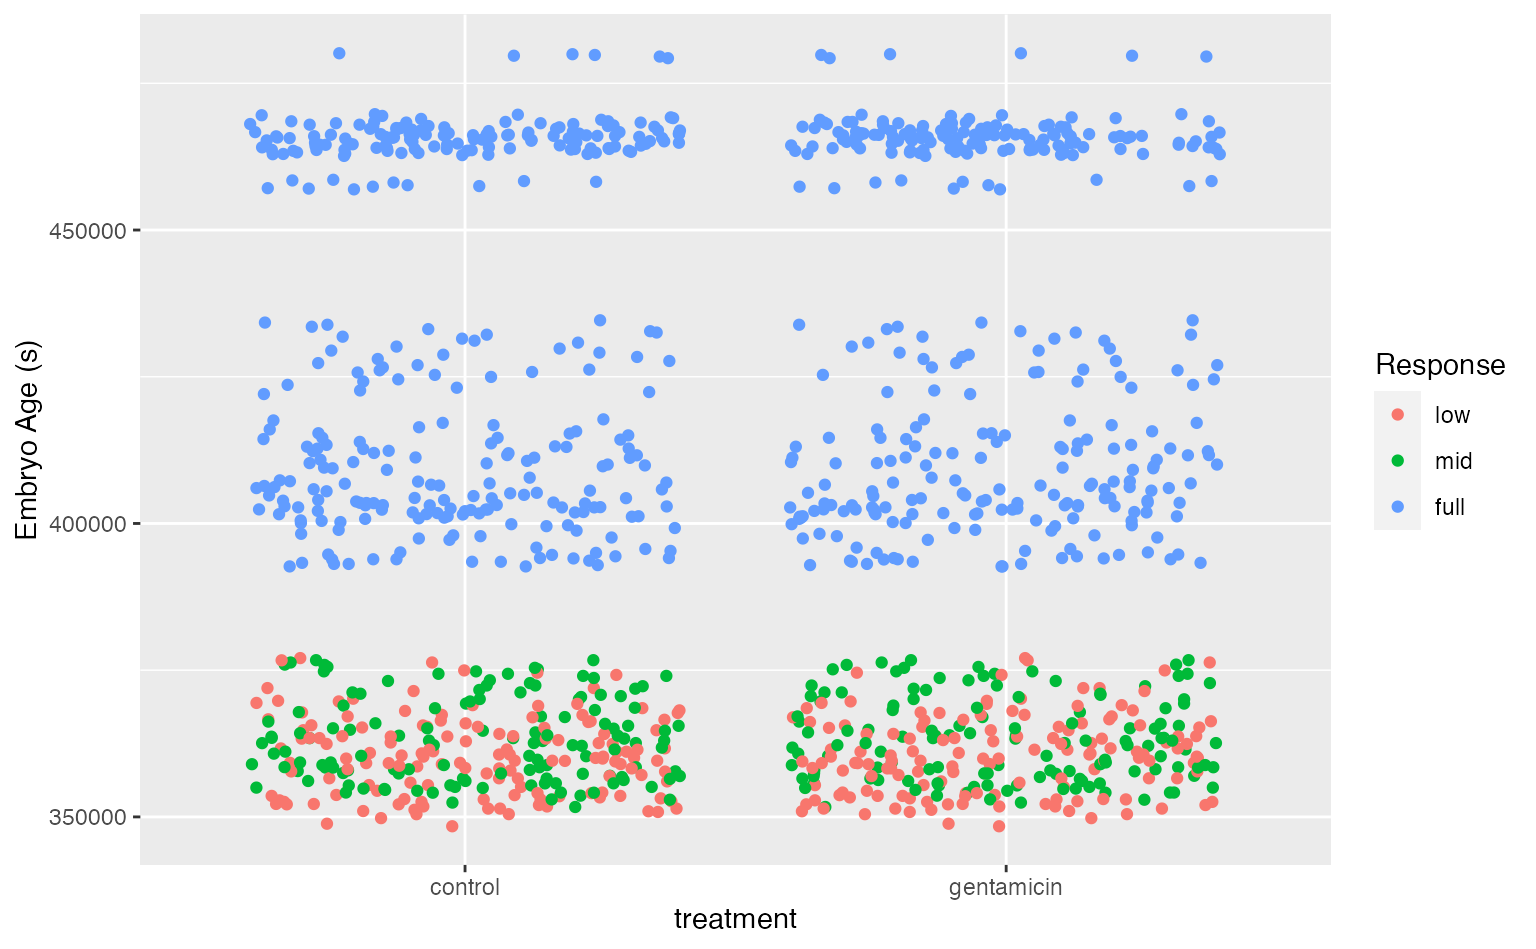 Embryo Age (s)
450000
400000
350000
control
gentamicin
treatment
Response
low
mid
full